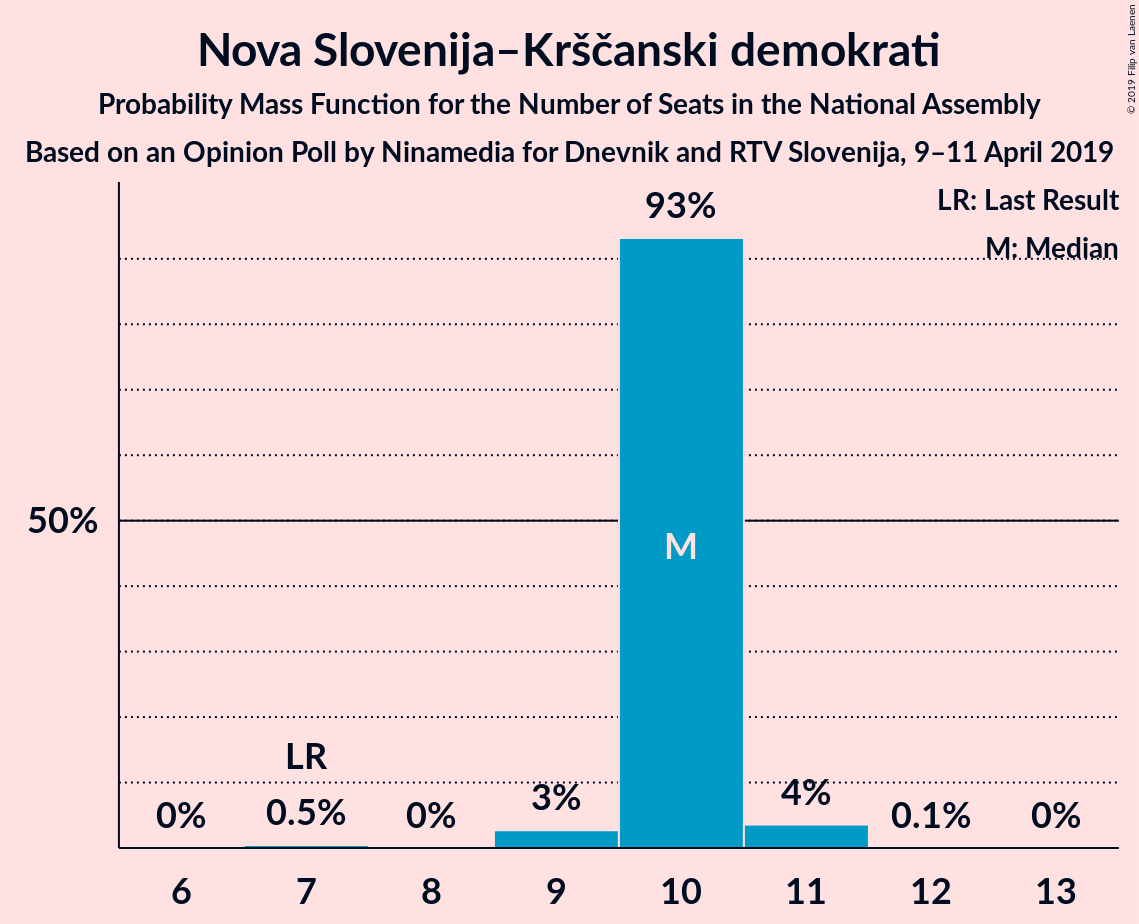 Nova Slovenija–Krščanski demokrati
Probability Mass Function for the Number of Seats in the National Assembly
Based on an Opinion Poll by Ninamedia for Dnevnik and RTV Slovenija, 9–11 April 2019
© 2019 Filip van Laenen
LR: Last Result
M: Median
93%
50%
M
LR
0% 0.5% 0% 3% 4% 0.1% 0%
6 7 8 9 10 11 12 13